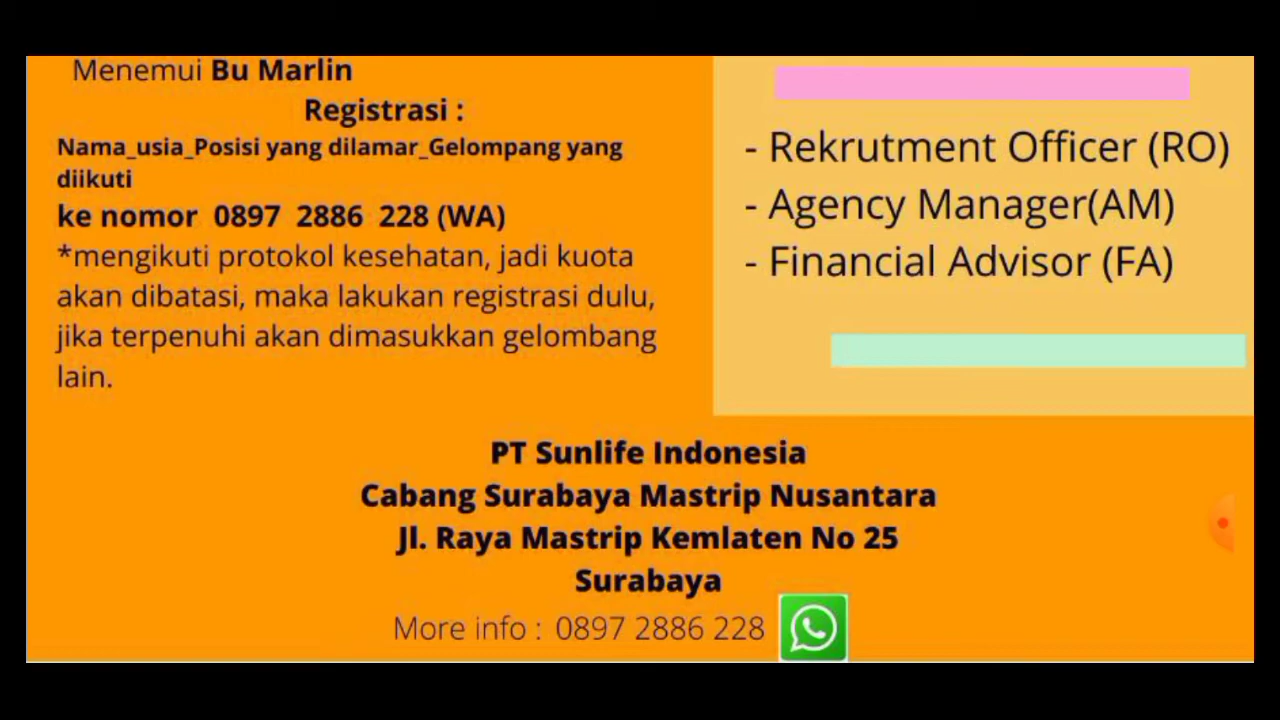 Menemui Bu Marlin
Registrasi :
Nama_usia_Posisi yang dilamar_Gelompang yang
diikuti
ke nomor 0897 2886 228 (WA)
*mengikuti protokol kesehatan, jadi kuota
akan dibatasi, maka lakukan registrasi dulu,
jika terpenuhi akan dimasukkan gelombang
lain.
- Rekrutment Officer (RO)
- Agency Manager(AM)
- Financial Advisor (FA)
PT Sunlife Indonesia
Cabang Surabaya Mastrip Nusantara
Jl. Raya Mastrip Kemlaten No 25
Surabaya
More info : 0897 2886 228